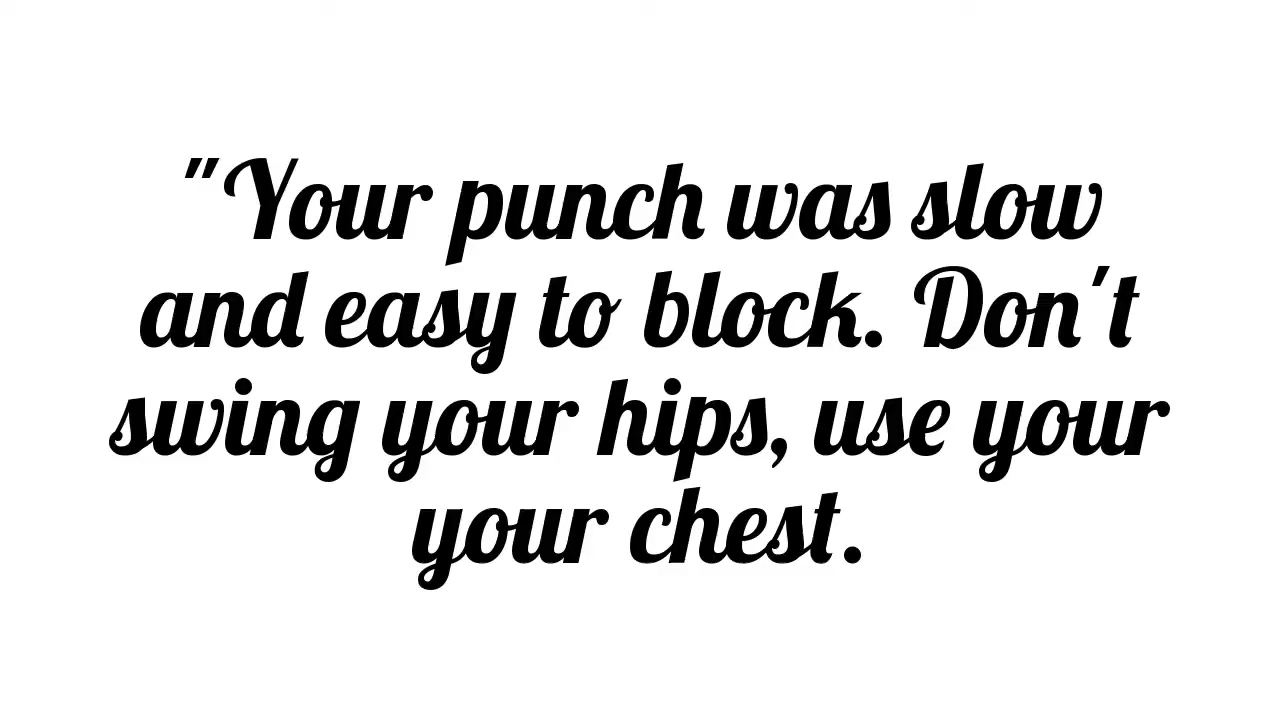 "Your punch was slow
and easy to block. Don't
swing your hips, use your
your chest.